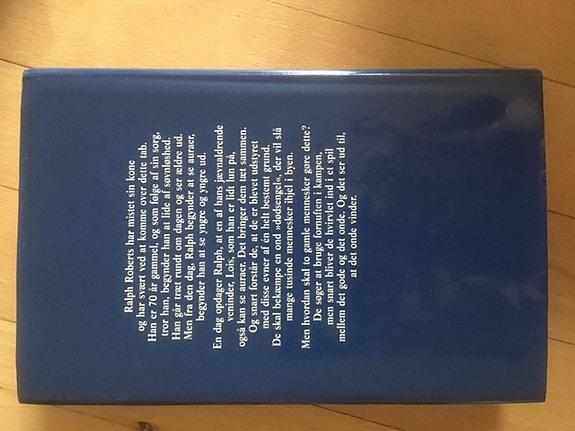 Ralph Roberts har mistet sin kone
og har svært ved at komme over dette tab.
Han er 70 år gammel, og som en følge af sin sorg,
tror han, begynder han at lide af søvnløshed.
Han går træt rundt om dagen og ser ældre ud.
Men fra den dag, Ralph begynder at se auraer,
begynder han at se yngre og yngre ud.
En dag opdager Ralph, at en af hans jævnaldrende
veninder, Lois, som han er lidt lun på,
også kan se auraer. Det bringer dem tæt sammen.
Og snart forstår de, at de er blevet udstyret
med disse evner af én helt bestemt grund.
De skal bekæmpe en ond »dødsengel«, der vil slå
mange tusinde mennesker ihjel i byen.
Men hvordan skal to gamle mennesker gøre dette?
De søger at bruge fornuften i kampen,
men snart bliver de hvirvlet ind i et spil
mellem det gode og det onde. Og det ser ud til,
at det onde vinder.